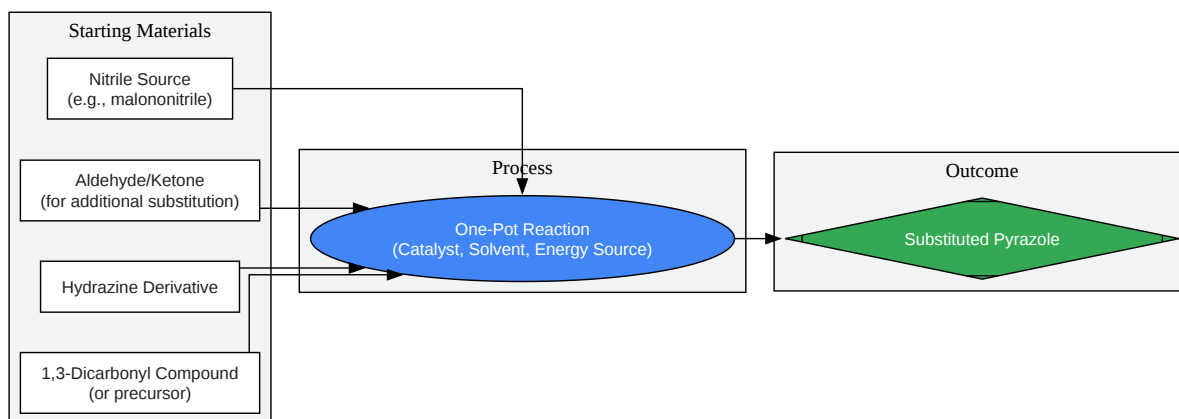 Starting Materials
Nitrile Source
(e.g., malononitrile)
Aldehyde/Ketone
(for additional substitution)
Hydrazine Derivative
1,3-Dicarbonyl Compound
(or precursor)
Process
One-Pot Reaction
(Catalyst, Solvent, Energy Source)
Outcome
Substituted Pyrazole